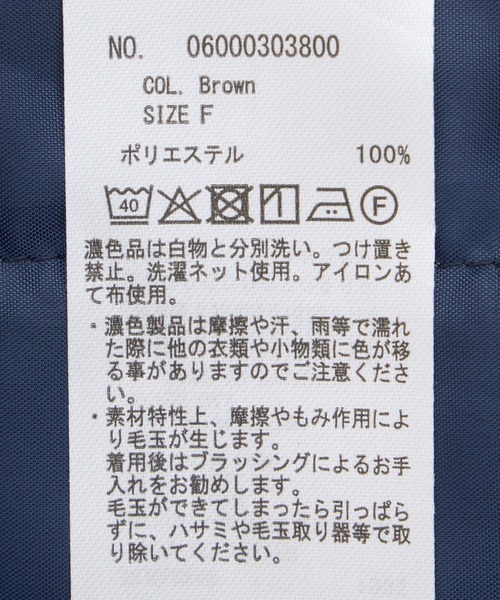 NO. 06000303800
COL. Brown
SIZE F
ポリエステル 100%
40 F
濃色品は白物と分別洗い。つけ置き
禁止。洗濯ネット使用。アイロンあ
て布使用。
・濃色製品は摩擦や汗、雨等で濡れ
た際に他の衣類や小物類に色が移
る事がありますのでご注意くださ
い。
・素材特性上、摩擦やもみ作用によ
り毛玉が生じます。
着用後はブラッシングによるお手
入れをお勧めします。
毛玉ができてしまったら引っぱら
ずに、ハサミや毛玉取り器等で取
り除いてください。